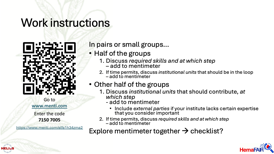 Work instructions
Go to
www.menti.com
Enter the code
7150 7005
In pairs or small groups…
• Half of the groups
1. Discuss required skills and at which step
– add to mentimeter
2. If time permits, discuss institutional units that should be in the loop
– add to mentimeter
• Other half of the groups
1. Discuss institutional units that should contribute, at
which step
- add to mentimeter
• Include external parties if your institute lacks certain expertise
that you consider important
2. If time permits, discuss required skills and at which step
– add to mentimeter
Explore mentimeter together → checklist?
HemaFAIR